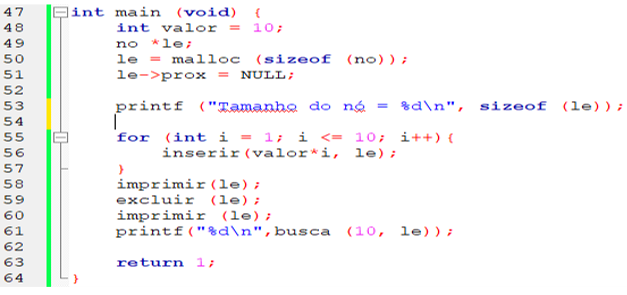 47 int main (void) {
48 int valor = 10;
49 no *le;
50 le = malloc (sizeof (no));
51 le->prox = NULL;
52
53 printf ("Tamanho do nó = %d\n", sizeof (le));
54
55 for (int i = 1; i <= 10; i++){
56 inserir(valor*i, le);
57 }
58 imprimir(le);
59 excluir (le);
60 imprimir (le);
61 printf("%d\n",busca (10, le));
62
63 return 1;
64 }